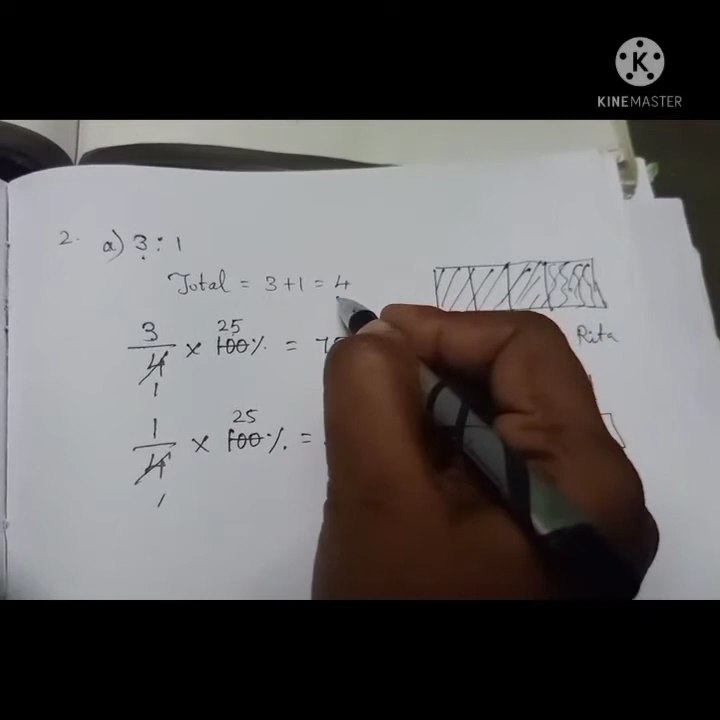 K
KINEMASTER
2. a) 3 : 1
Total = 3 + 1 = 4
3/4 × 100% =
1
25
Rita
1/4 × 100% =
1
25